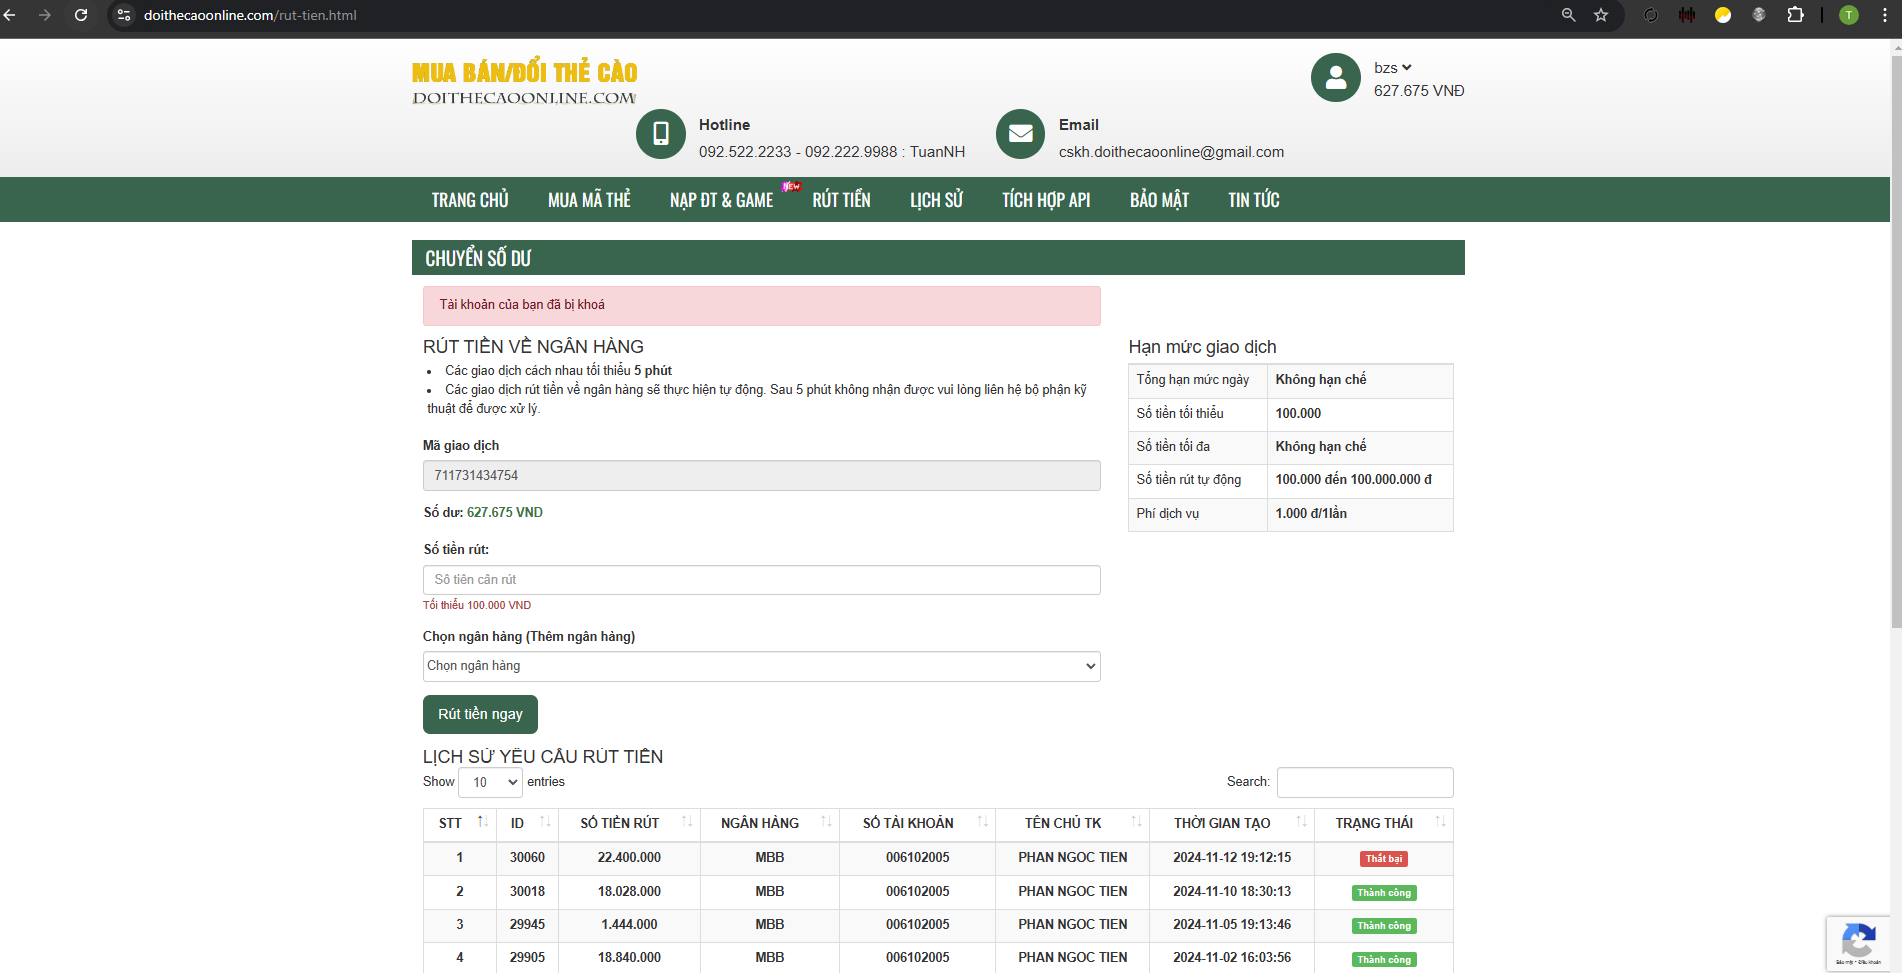 doithecaoonline.com/rut-tien.html
T
MUA BÁN/ĐỔI THẺ CÀO
DOITHECAOONLINE.COM
bzs
627.675 VNĐ
Hotline
092.522.2233 - 092.222.9988 : TuanNH
Email
cskh.doithecaoonline@gmail.com
TRANG CHỦ MUA MÃ THẺ NẠP ĐT & GAME NEW RÚT TIỀN LỊCH SỬ TÍCH HỢP API BẢO MẬT TIN TỨC
CHUYỂN SỐ DƯ
Tài khoản của bạn đã bị khoá
RÚT TIỀN VỀ NGÂN HÀNG
• Các giao dịch cách nhau tối thiểu 5 phút
• Các giao dịch rút tiền về ngân hàng sẽ thực hiện tự động. Sau 5 phút không nhận được vui lòng liên hệ bộ phận kỹ
thuật để được xử lý.
Mã giao dịch
711731434754
Số dư: 627.675 VND
Số tiền rút:
Số tiền cần rút
Tối thiểu 100.000 VND
Chọn ngân hàng (Thêm ngân hàng)
Chọn ngân hàng
Rút tiền ngay
Hạn mức giao dịch
Tổng hạn mức ngày Không hạn chế
Số tiền tối thiểu 100.000
Số tiền tối đa Không hạn chế
Số tiền rút tự động 100.000 đến 100.000.000 đ
Phí dịch vụ 1.000 đ/1lần
LỊCH SỬ YÊU CẦU RÚT TIỀN
Show 10 entries
Search:
STT ID SỐ TIỀN RÚT NGÂN HÀNG SỐ TÀI KHOẢN TÊN CHỦ TK THỜI GIAN TẠO TRẠNG THÁI
1 30060 22.400.000 MBB 006102005 PHAN NGOC TIEN 2024-11-12 19:12:15 Thất bại
2 30018 18.028.000 MBB 006102005 PHAN NGOC TIEN 2024-11-10 18:30:13 Thành công
3 29945 1.444.000 MBB 006102005 PHAN NGOC TIEN 2024-11-05 19:13:46 Thành công
4 29905 18.840.000 MBB 006102005 PHAN NGOC TIEN 2024-11-02 16:03:56 Thành công
Bảo mật - Điều khoản